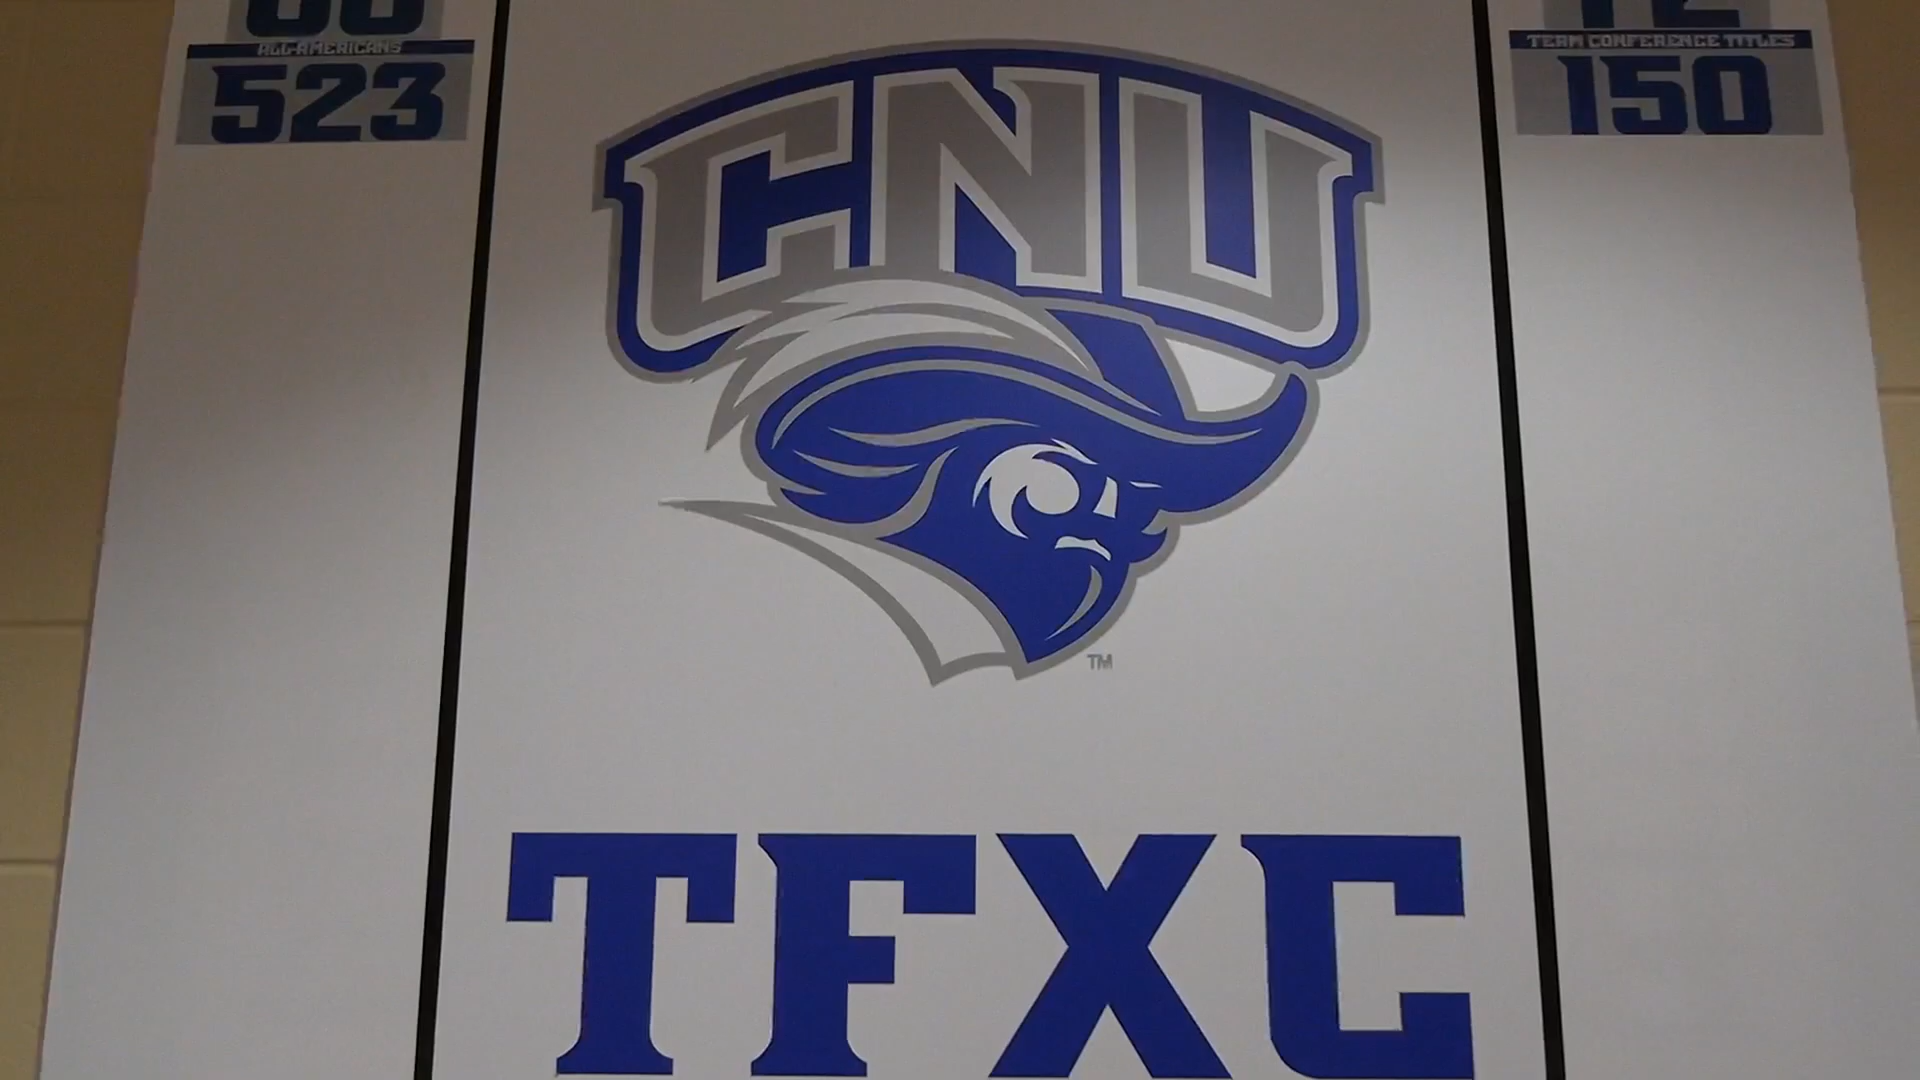 ALL-AMERICANS
523
TEAM CONFERENCE TITLES
150
CNU
TM
TFXC